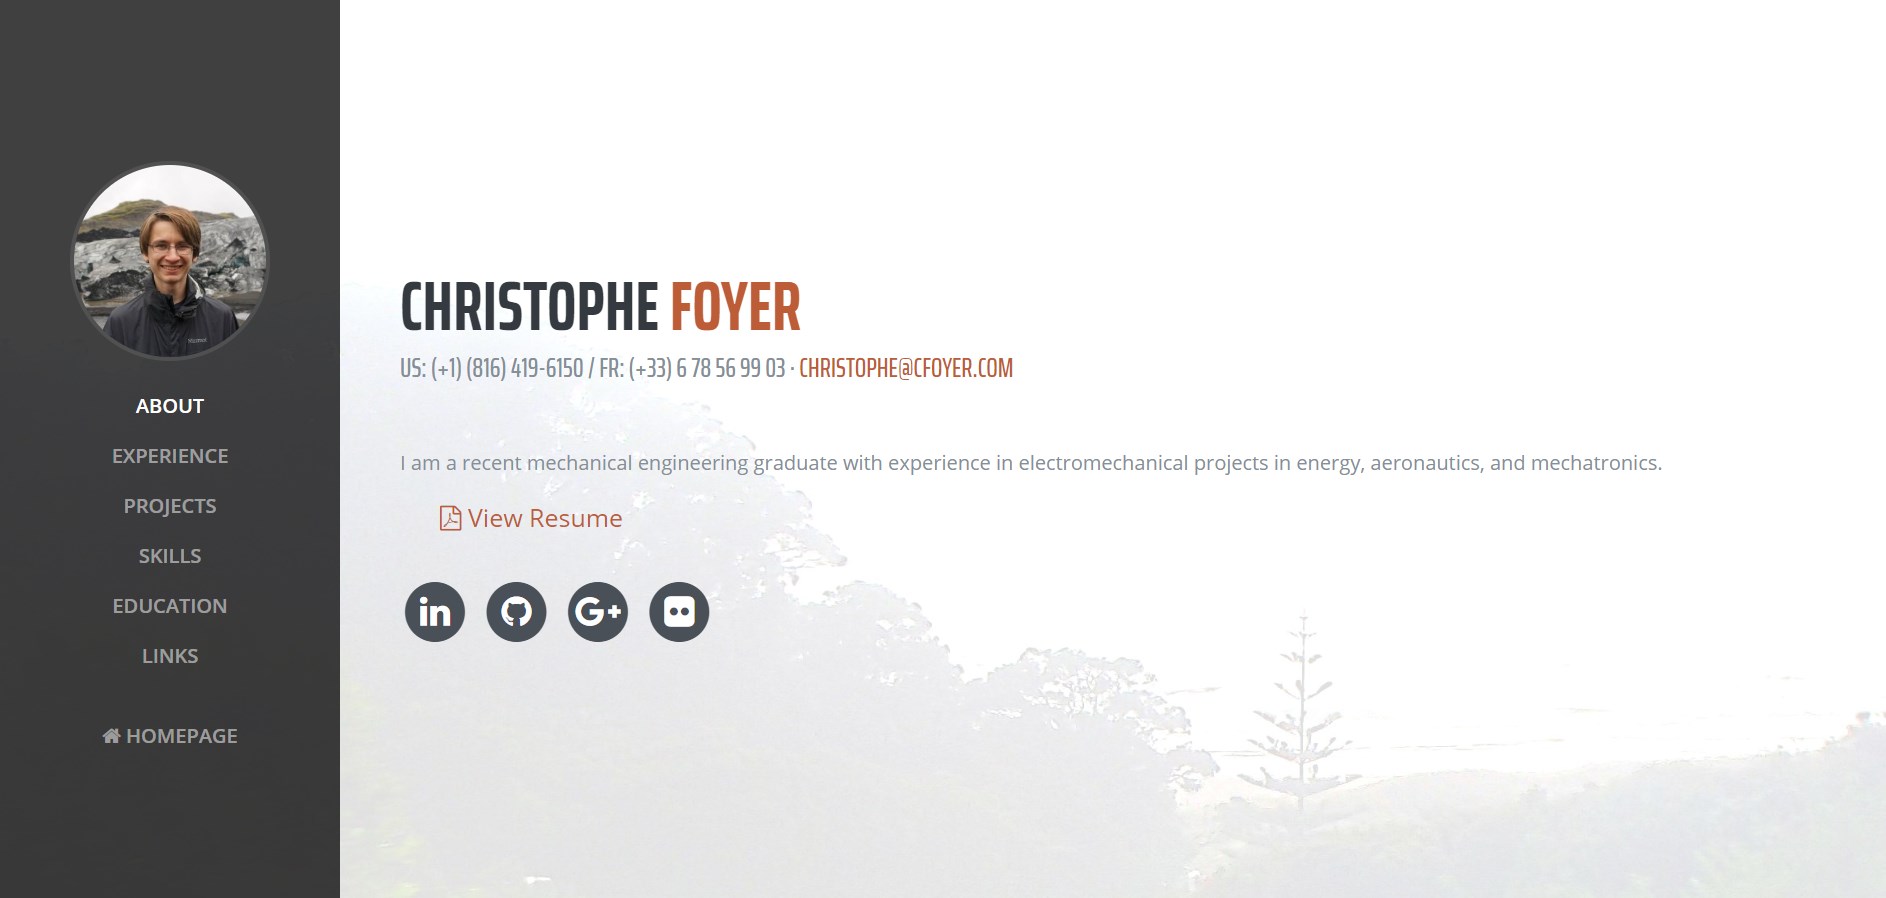 ABOUT
EXPERIENCE
PROJECTS
SKILLS
EDUCATION
LINKS
HOMEPAGE
CHRISTOPHE FOYER
US: (+1) (816) 419-6150 / FR: (+33) 6 78 56 99 03 · CHRISTOPHE@CFOYER.COM
I am a recent mechanical engineering graduate with experience in electromechanical projects in energy, aeronautics, and mechatronics.
View Resume
in G+